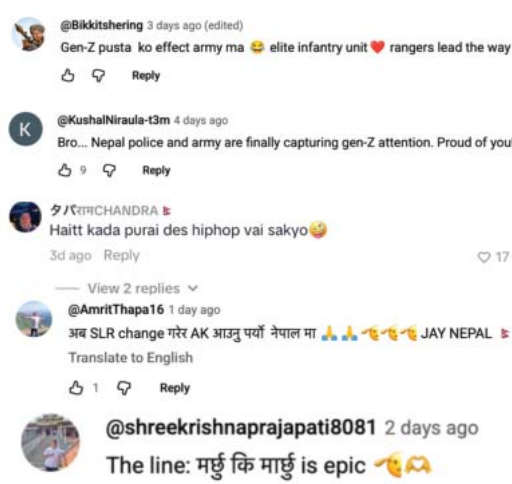 @Bikkitshering 3 days ago (edited)
Gen-Z pusta ko effect army ma 😂 elite infantry unit❤️ rangers lead the way
Reply
K
@KushalNiraula-t3m 4 days ago
Bro... Nepal police and army are finally capturing gen-Z attention. Proud of you!
9 Reply
タパरामCHANDRA 🇳🇵
Haitt kada purai des hiphop vai sakyo🤪
3d ago Reply 17
View 2 replies
@AmritThapa16 1 day ago
अब SLR change गरेर AK आउनु पर्यो नेपाल मा 🙏🙏🫡🫡🫡 JAY NEPAL 🇳🇵
Translate to English
1 Reply
@shreekrishnaprajapati8081 2 days ago
The line: मर्छु कि मार्छु is epic 🫡🫶